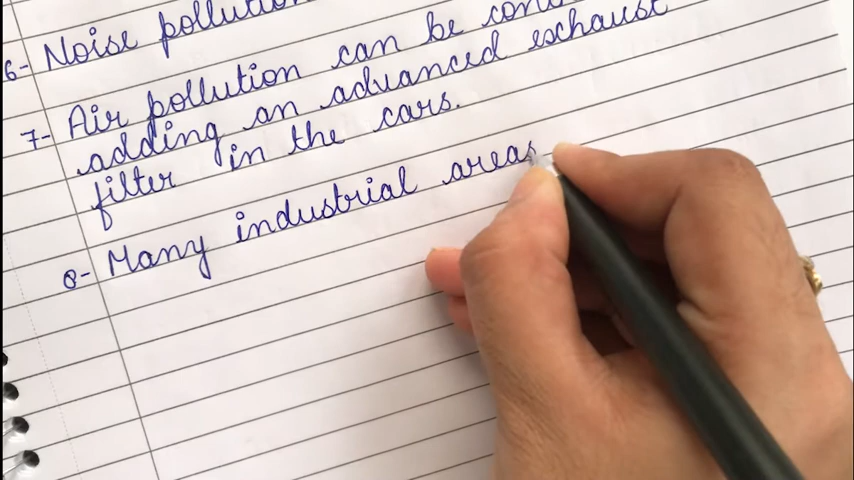 6- Noise pollution
7- Air pollution can be
adding an advanced exhaust
filter in the cars.
8- Many industrial areas